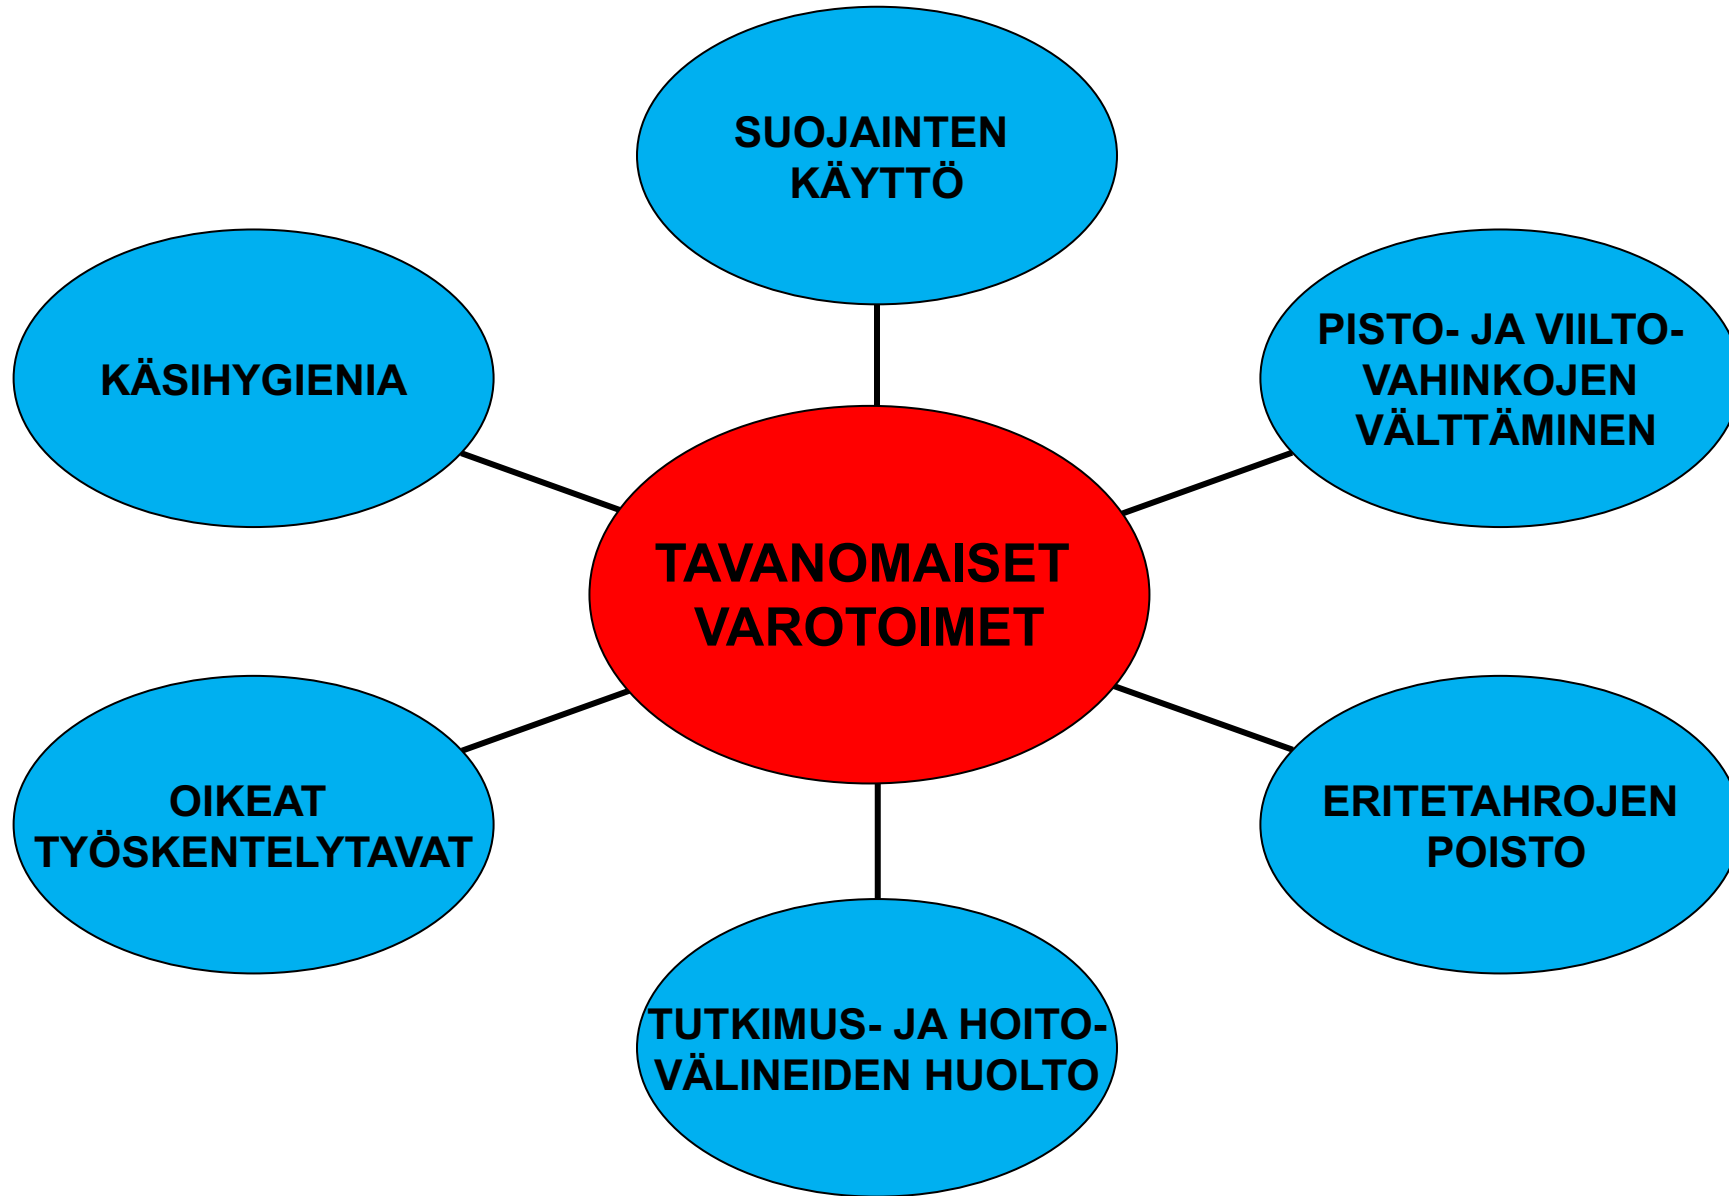 SUOJAINTEN
KÄYTTÖ
KÄSIHYGIENIA
PISTO- JA VIILTO-
VAHINKOJEN
VÄLTTÄMINEN
TAVANOMAISET
VAROTOIMET
OIKEAT
TYÖSKENTELYTAVAT
ERITETAHROJEN
POISTO
TUTKIMUS- JA HOITO-
VÄLINEIDEN HUOLTO